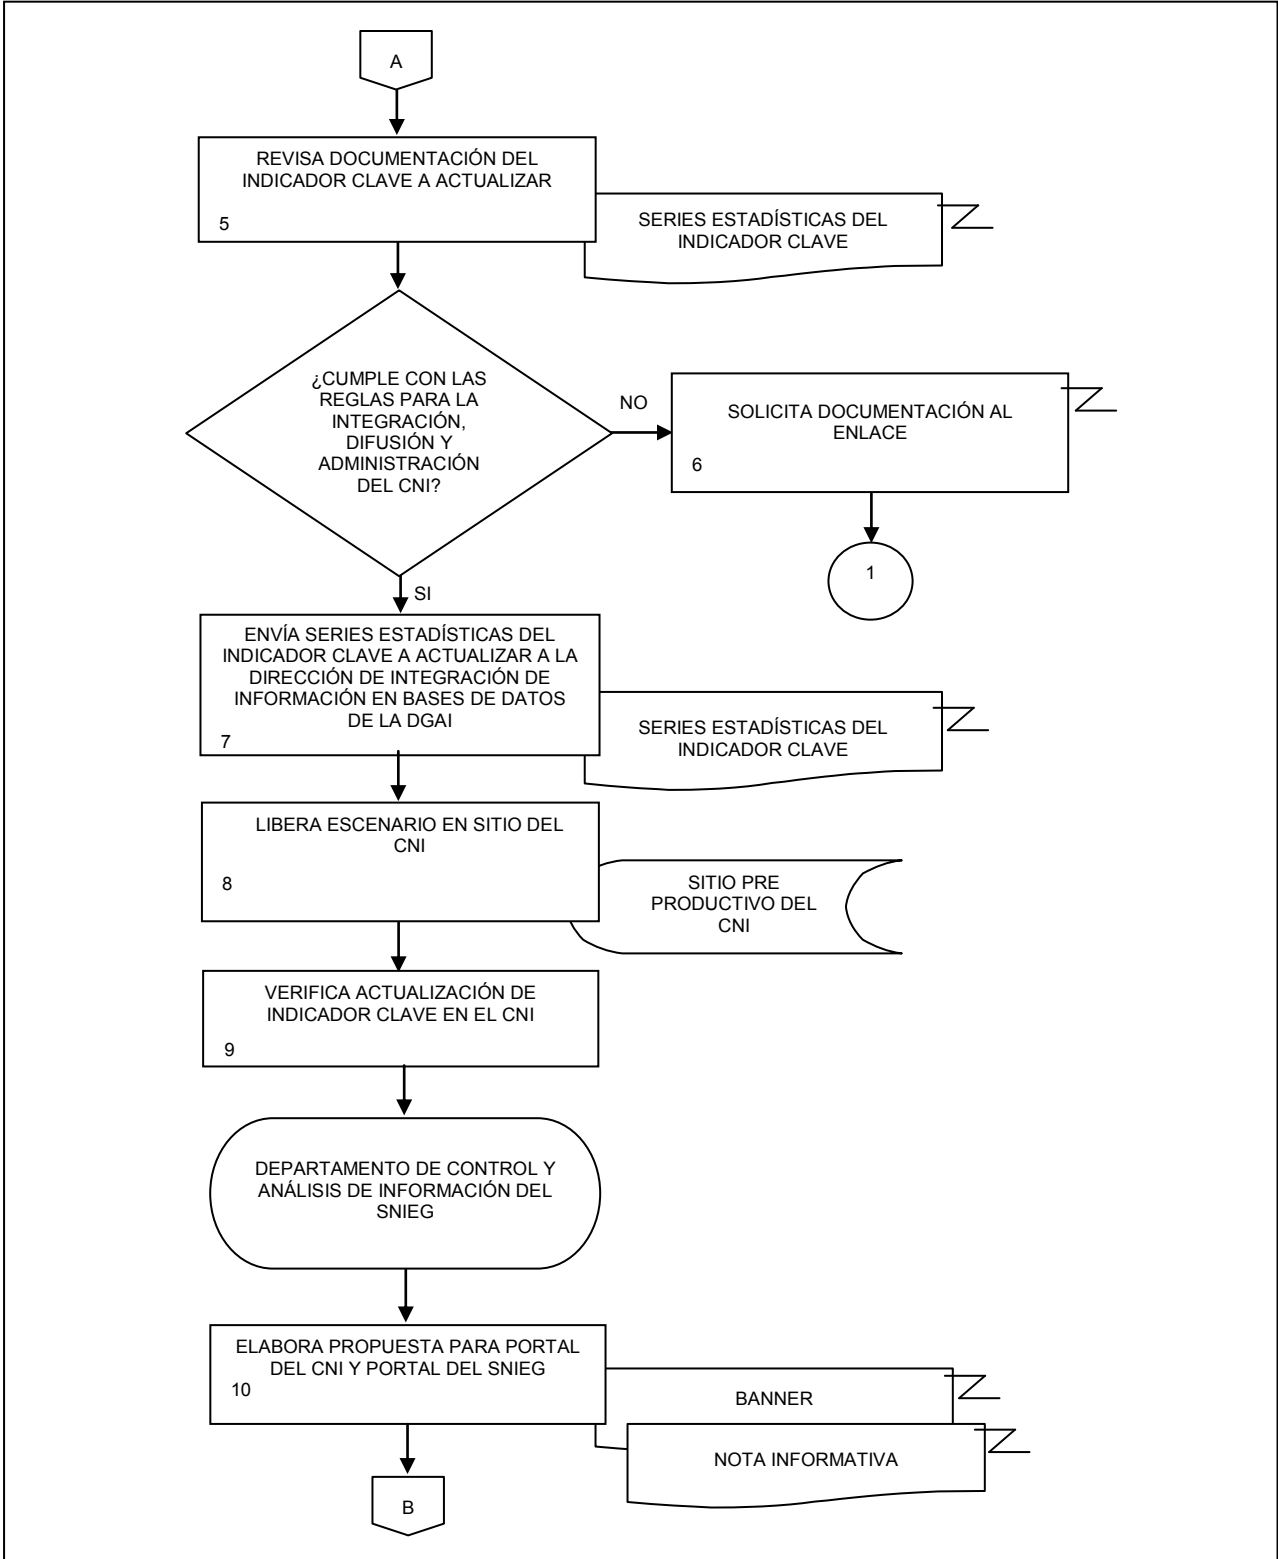 A
REVISA DOCUMENTACIÓN DEL
INDICADOR CLAVE A ACTUALIZAR
5
SERIES ESTADÍSTICAS DEL
INDICADOR CLAVE
¿CUMPLE CON LAS
REGLAS PARA LA
INTEGRACIÓN,
DIFUSIÓN Y
ADMINISTRACIÓN
DEL CNI?
NO
SOLICITA DOCUMENTACIÓN AL
ENLACE
6
1
SI
ENVÍA SERIES ESTADÍSTICAS DEL
INDICADOR CLAVE A ACTUALIZAR A LA
DIRECCIÓN DE INTEGRACIÓN DE
INFORMACIÓN EN BASES DE DATOS
DE LA DGAI
7
SERIES ESTADÍSTICAS DEL
INDICADOR CLAVE
LIBERA ESCENARIO EN SITIO DEL
CNI
8
SITIO PRE
PRODUCTIVO DEL
CNI
VERIFICA ACTUALIZACIÓN DE
INDICADOR CLAVE EN EL CNI
9
DEPARTAMENTO DE CONTROL Y
ANÁLISIS DE INFORMACIÓN DEL
SNIEG
ELABORA PROPUESTA PARA PORTAL
DEL CNI Y PORTAL DEL SNIEG
10
BANNER
NOTA INFORMATIVA
B